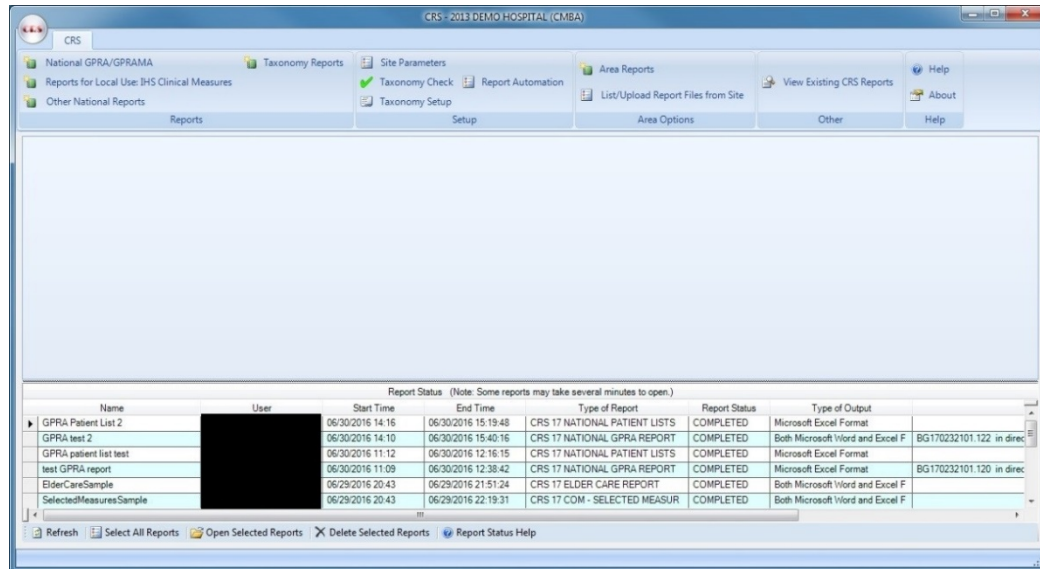 CRS - 2013 DEMO HOSPITAL (CMBA)
CRS
CRS
National GPRA/GPRAMA
Taxonomy Reports
Reports for Local Use: IHS Clinical Measures
Other National Reports
Reports
Site Parameters
Taxonomy Check Report Automation
Taxonomy Setup
Setup
Area Reports
List/Upload Report Files from Site
Area Options
View Existing CRS Reports
Other
Help
About
Help
Report Status (Note: Some reports may take several minutes to open.)
Name User Start Time End Time Type of Report Report Status Type of Output
GPRA Patient List 2 06/30/2016 14:16 06/30/2016 15:19:48 CRS 17 NATIONAL PATIENT LISTS COMPLETED Microsoft Excel Format
GPRA test 2 06/30/2016 14:10 06/30/2016 15:40:16 CRS 17 NATIONAL GPRA REPORT COMPLETED Both Microsoft Word and Excel F BG170232101.122 in direc
GPRA patient list test 06/30/2016 11:12 06/30/2016 12:16:15 CRS 17 NATIONAL PATIENT LISTS COMPLETED Microsoft Excel Format
test GPRA report 06/30/2016 11:09 06/30/2016 12:38:42 CRS 17 NATIONAL GPRA REPORT COMPLETED Microsoft Excel Format BG170232101.120 in direc
ElderCareSample 06/29/2016 20:43 06/29/2016 21:51:24 CRS 17 ELDER CARE REPORT COMPLETED Both Microsoft Word and Excel F
SelectedMeasuresSample 06/29/2016 20:43 06/29/2016 22:19:31 CRS 17 COM - SELECTED MEASUR COMPLETED Both Microsoft Word and Excel F
Refresh Select All Reports Open Selected Reports Delete Selected Reports Report Status Help